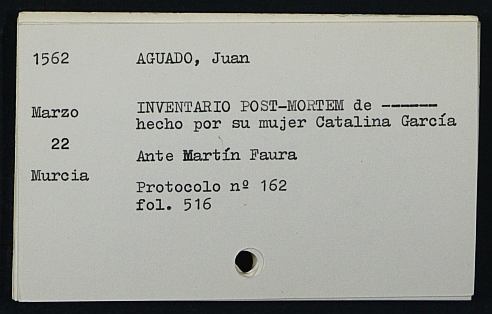 1562 AGUADO, Juan
Marzo INVENTARIO POST-MORTEM de ------
hecho por su mujer Catalina García
22 Ante Martín Faura
Murcia Protocolo nº 162
fol. 516